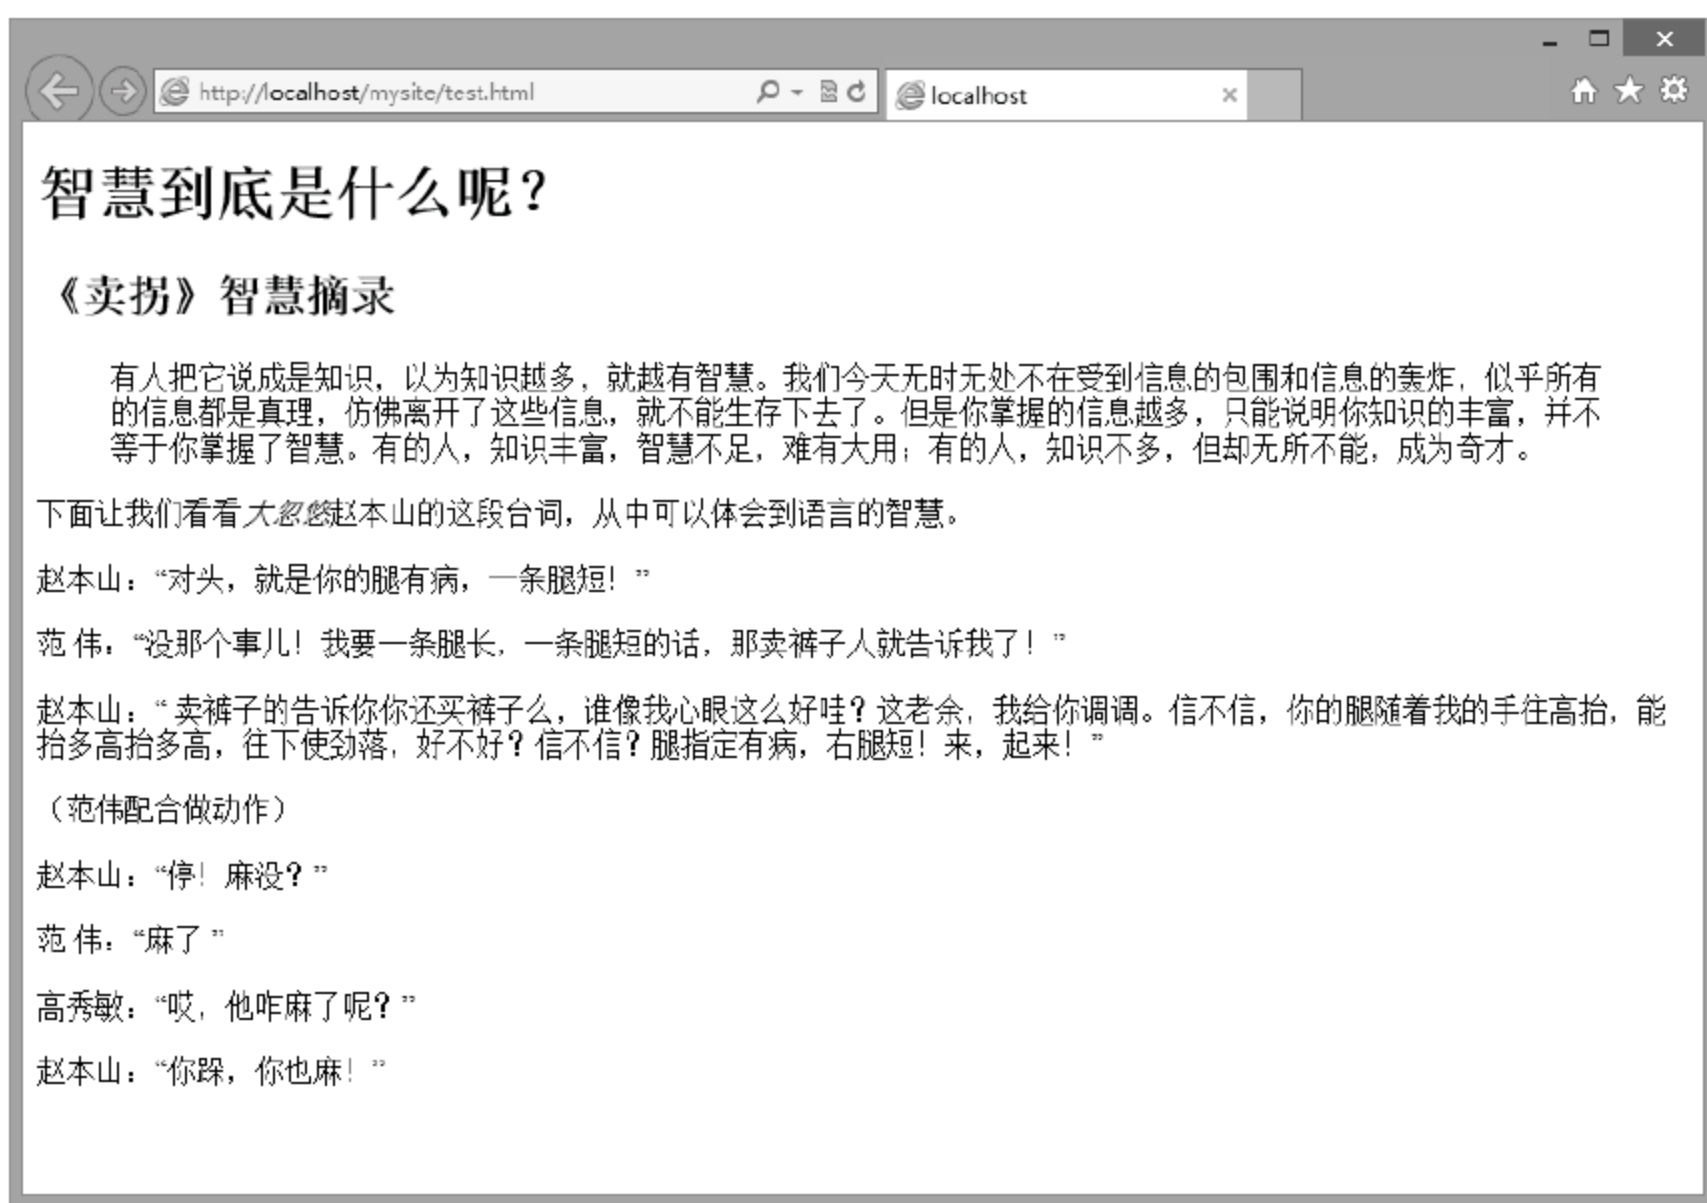 http://localhost/mysite/test.html
localhost
智慧到底是什么呢？
《卖拐》智慧摘录
有人把它说成是知识，以为知识越多，就越有智慧。我们今天无时无处不在受到信息的包围和信息的轰炸，似乎所有
的信息都是真理，仿佛离开了这些信息，就不能生存下去了。但是你掌握的信息越多，只能说明你知识的丰富，并不
等于你掌握了智慧。有的人，知识丰富，智慧不足，难有大用；有的人，知识不多，但却无所不能，成为奇才。
下面让我们看看大忽悠赵本山的这段台词，从中可以体会到语言的智慧。
赵本山：“对头，就是你的腿有病，一条腿短！”
范 伟：“没那个事儿！我要一条腿长，一条腿短的话，那卖裤子人就告诉我了！”
赵本山：“ 卖裤子的告诉你你还买裤子么，谁像我心眼这么好哇？这老余，我给你调调。信不信，你的腿随着我的手往高抬，能
抬多高抬多高，往下使劲落，好不好？信不信？腿指定有病，右腿短！来，起来！”
（范伟配合做动作）
赵本山：“停！麻没？”
范 伟：“麻了 ”
高秀敏：“哎，他咋麻了呢？”
赵本山：“你跺，你也麻！”